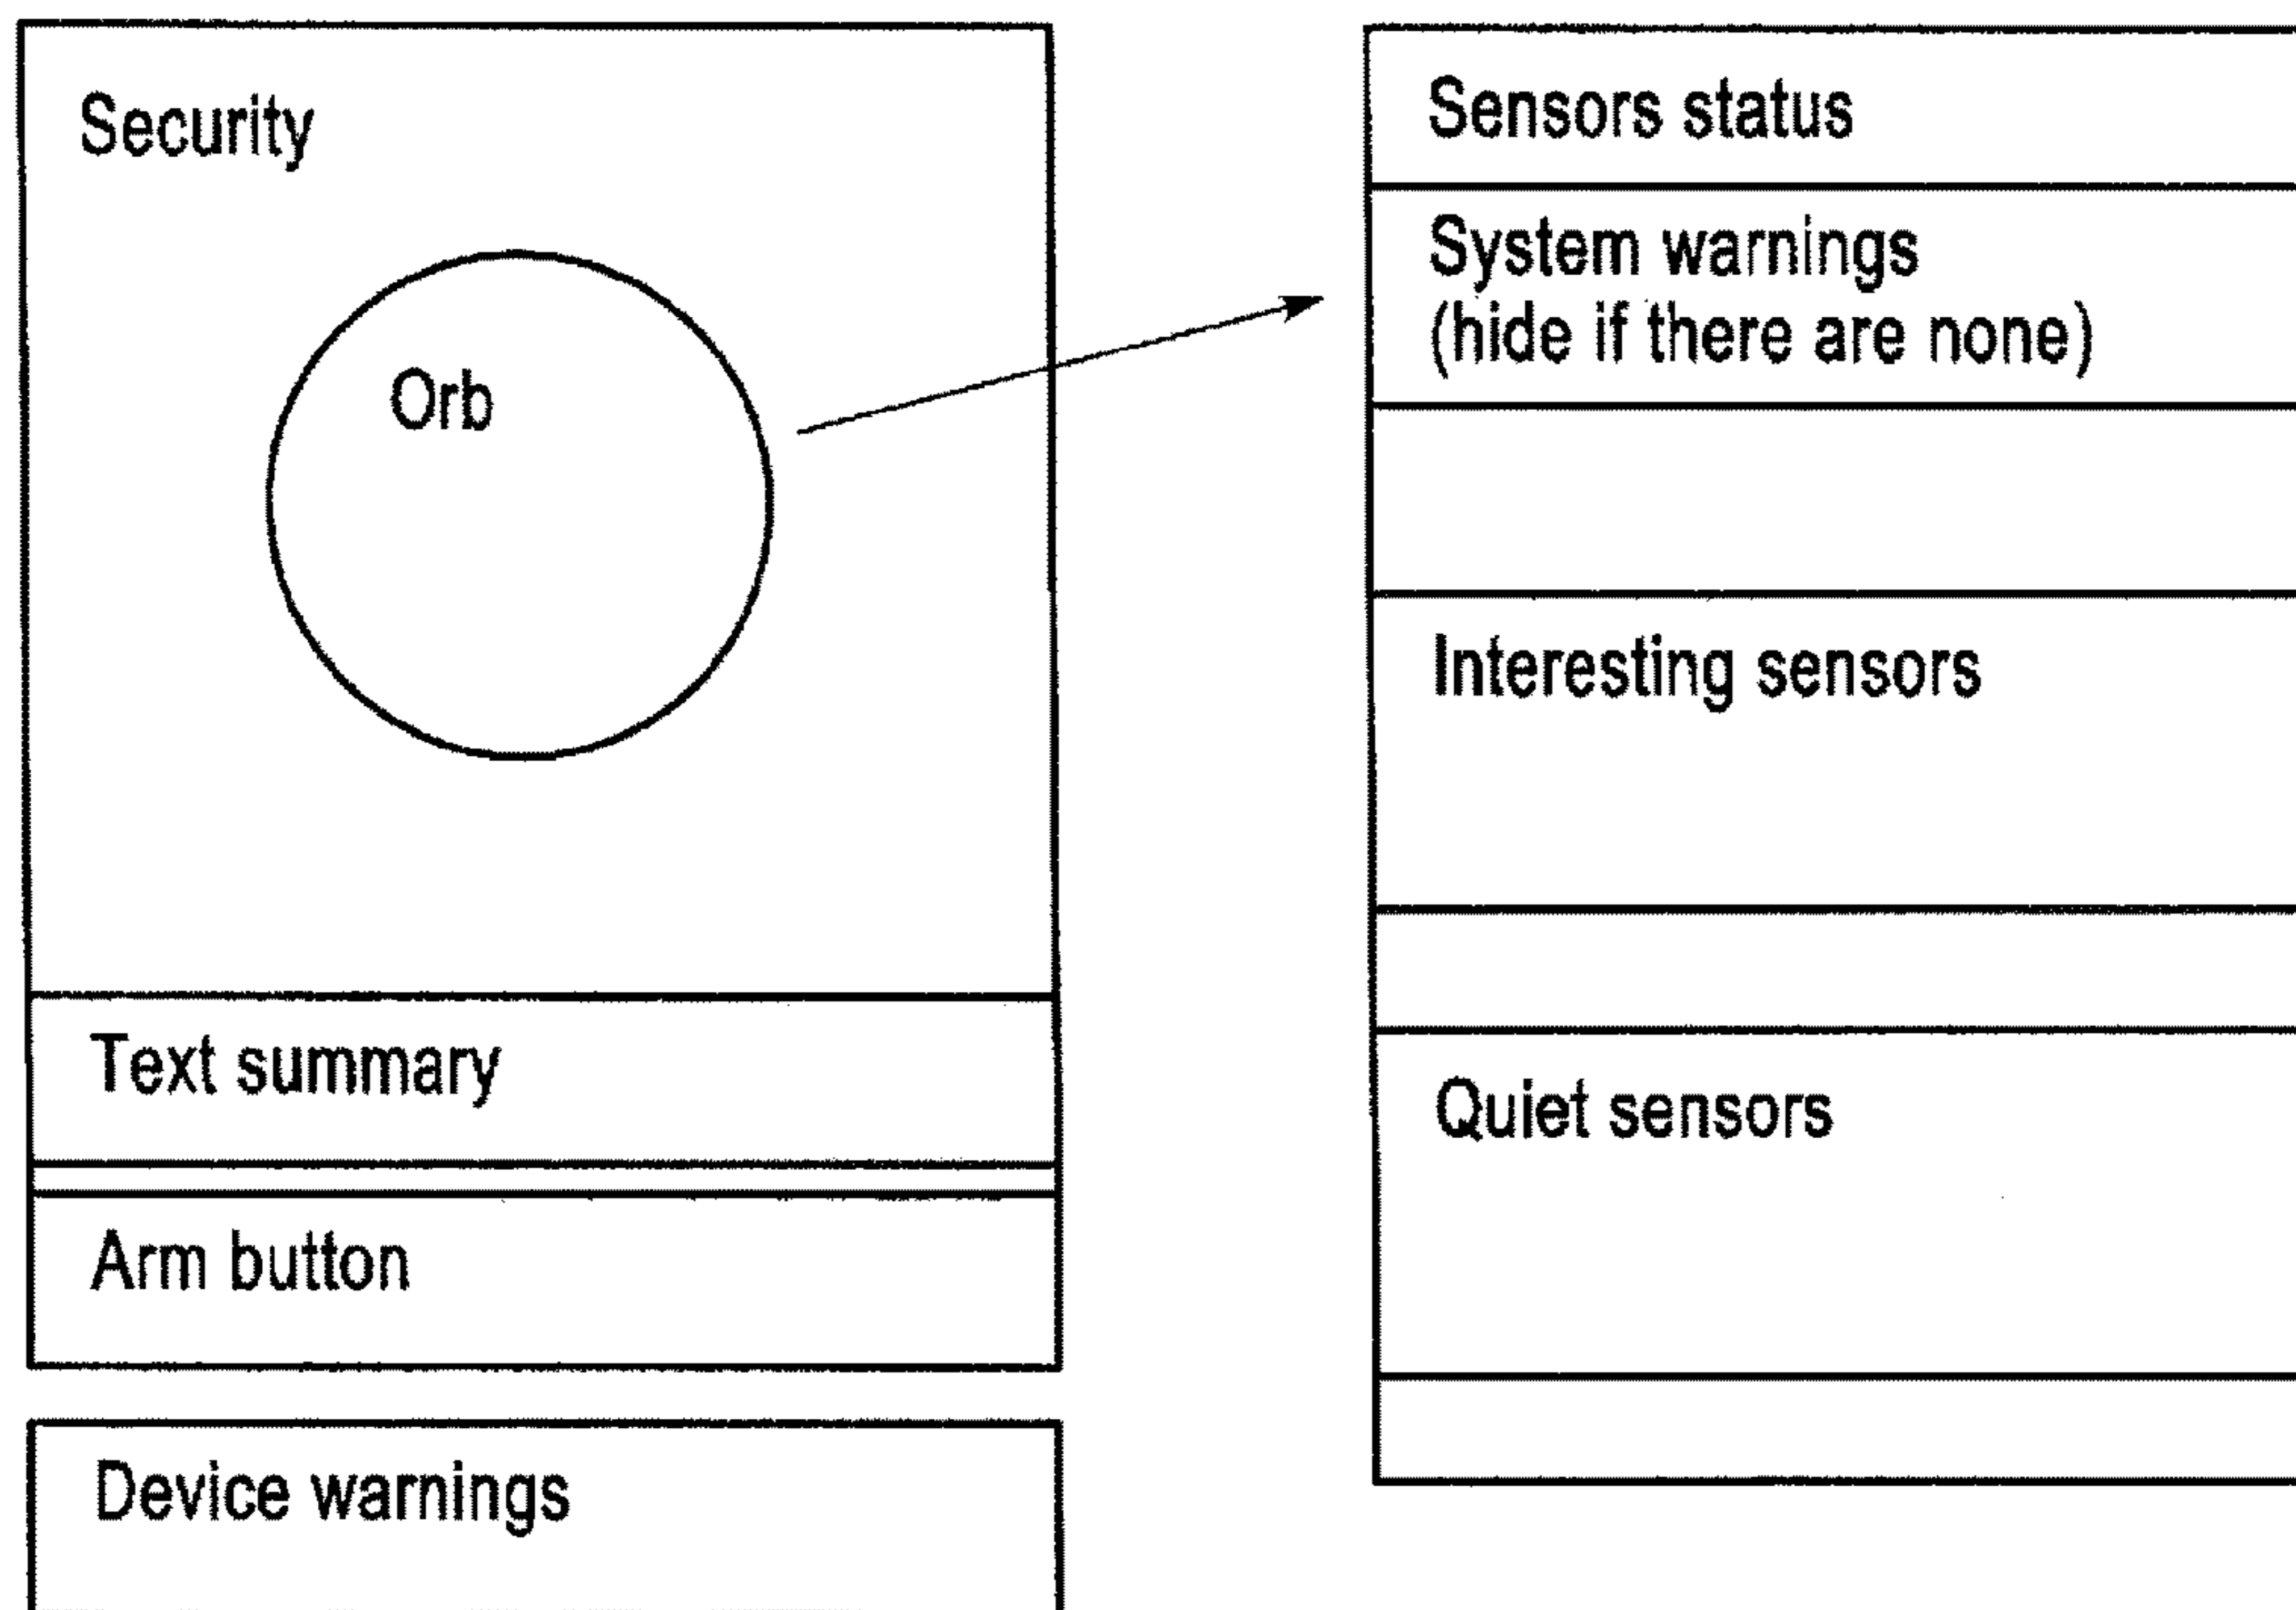 Security
Orb
Text summary
Arm button
Device warnings
Sensors status
System warnings
(hide if there are none)
Interesting sensors
Quiet sensors